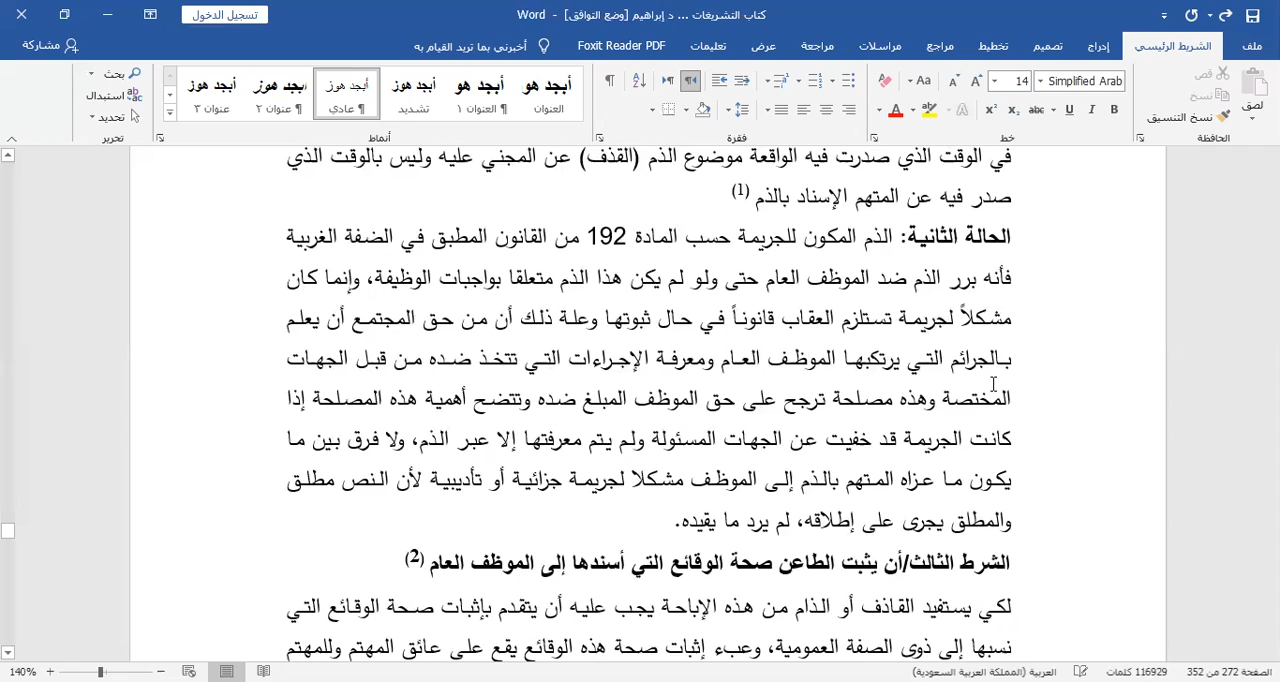 كتاب التشريعات ... د إبراهيم [وضع التوافق] - Word
تسجيل الدخول
ملف
الشريط الرئيسي
إدراج
تصميم
تخطيط
مراجع
مراسلات
مراجعة
عرض
تعليمات
Foxit Reader PDF
أخبرني بما تريد القيام به
مشاركة
لصق
قص
نسخ
نسخ التنسيق
الحافظة
Simplified Arab
14
Aa
B I U abc X₂ X²
A
خط
فقرة
أبجد هو
العنوان
أبجد هو
¶ العنوان ١
أبجد هوز
تشديد
أبجد هوز
¶ عادي
أبجد هوز
¶ عنوان ٢
أبجد هوز
عنوان ٣
أنماط
بحث
استبدال
تحديد
تحرير
في الوقت الذي صدرت فيه الواقعة موضوع الذم (القذف) عن المجني عليه وليس بالوقت الذي
صدر فيه عن المتهم الإسناد بالذم (1)
الحالة الثانية: الذم المكون للجريمة حسب المادة 192 من القانون المطبق في الضفة الغربية
فأنه برر الذم ضد الموظف العام حتى ولو لم يكن هذا الذم متعلقا بواجبات الوظيفة، وإنما كان
مشكلاً لجريمة تستلزم العقاب قانوناً في حال ثبوتها وعلة ذلك أن من حق المجتمع أن يعلم
بالجرائم التي يرتكبها الموظف العام ومعرفة الإجراءات التي تتخذ ضده من قبل الجهات
المختصة وهذه مصلحة ترجح على حق الموظف المبلغ ضده وتتضح أهمية هذه المصلحة إذا
كانت الجريمة قد خفيت عن الجهات المسئولة ولم يتم معرفتها إلا عبر الذم، ولا فرق بين ما
يكون ما عزاه المتهم بالذم إلى الموظف مشكلا لجريمة جزائية أو تأديبية لأن النص مطلق
والمطلق يجرى على إطلاقه، لم يرد ما يقيده.
الشرط الثالث/أن يثبت الطاعن صحة الوقائع التي أسندها إلى الموظف العام (2)
لكي يستفيد القاذف أو الذام من هذه الإباحة يجب عليه أن يتقدم بإثبات صحة الوقائع التي
نسبها إلى ذوى الصفة العمومية، وعبء إثبات صحة هذه الوقائع يقع على عائق المهتم وللمهتم
الصفحة 272 من 352
116929 كلمات
العربية (المملكة العربية السعودية)
140%